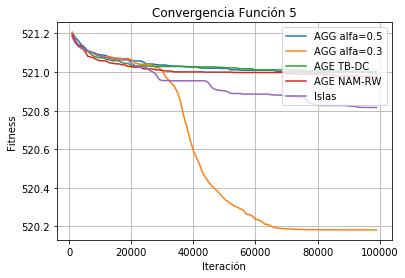 Convergencia Función 5
AGG alfa=0.5
AGG alfa=0.3
AGE TB-DC
AGE NAM-RW
Islas
521.2
521.0
520.8
520.6
520.4
520.2
Fitness
0
20000
40000
60000
80000
100000
Iteración